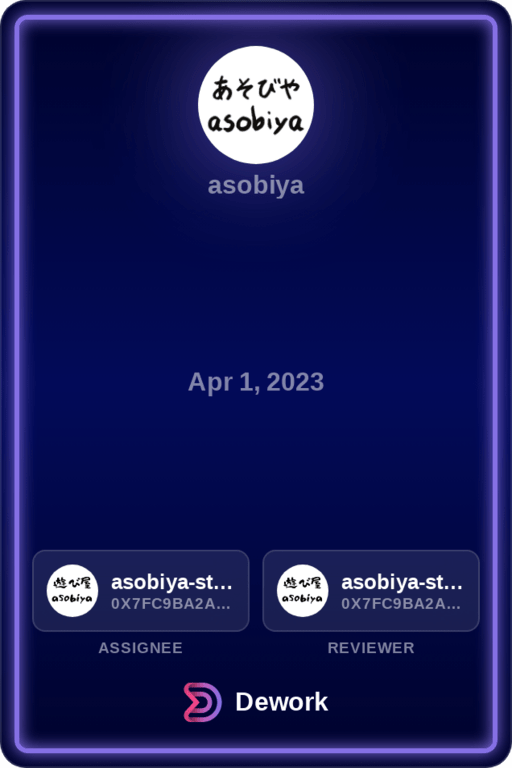 あそびや
asobiya
asobiya
Apr 1, 2023
遊び屋
asobiya
asobiya-st...
0X7FC9BA2A...
ASSIGNEE
遊び屋
asobiya
asobiya-st...
0X7FC9BA2A...
REVIEWER
Dework